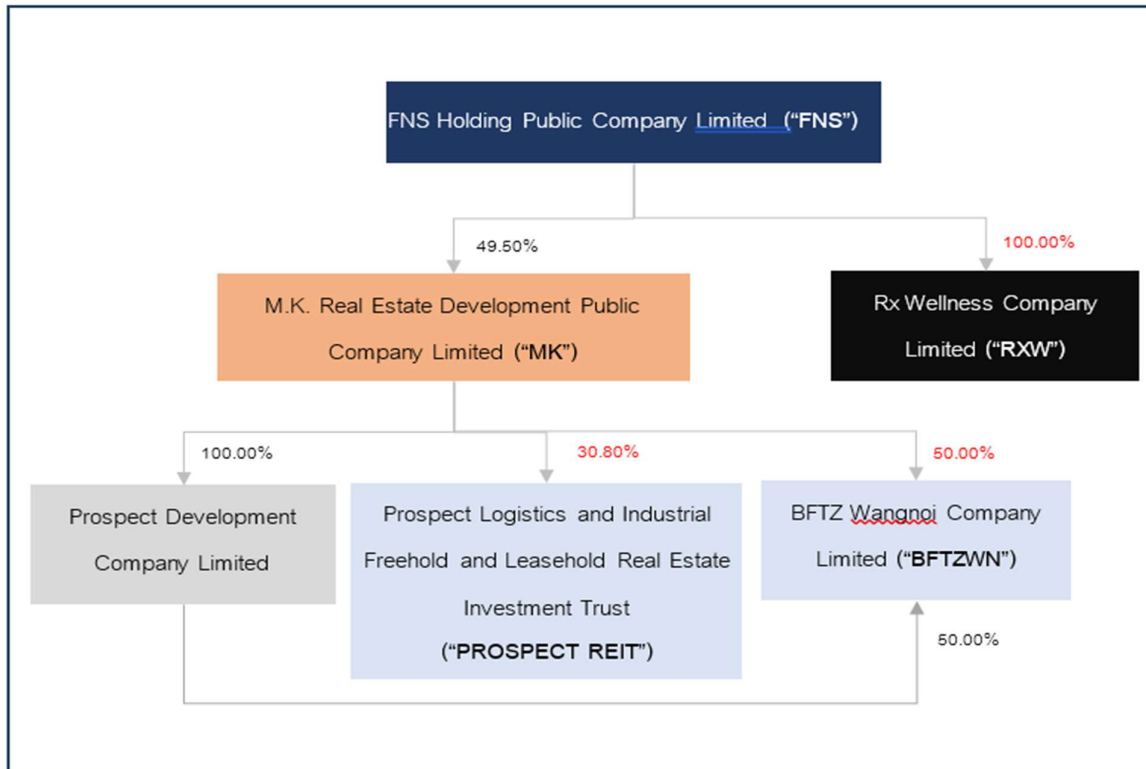 FNS Holding Public Company Limited (“FNS”)
49.50%
100.00%
M.K. Real Estate Development Public
Company Limited (“MK”)
Rx Wellness Company
Limited (“RXW”)
100.00%
30.80%
50.00%
Prospect Development
Company Limited
Prospect Logistics and Industrial
Freehold and Leasehold Real Estate
Investment Trust
(“PROSPECT REIT”)
BFTZ Wangnoi Company
Limited (“BFTZWN”)
50.00%